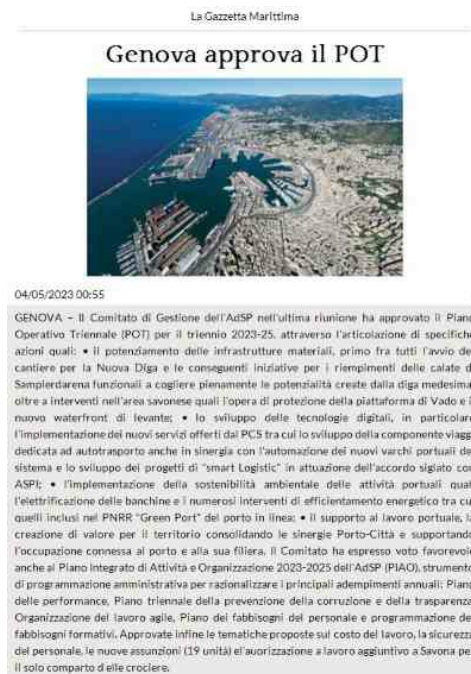 La Gazzetta Marittima
Genova approva il POT
04/05/2023 00:55
GENOVA – Il Comitato di Gestione dell'AdSP nell'ultima riunione ha approvato il Piano
Operativo Triennale (POT) per il triennio 2023-25, attraverso l'articolazione di specifiche
azioni quali: • il potenziamento delle infrastrutture materiali, primo fra tutti l'avvio de
cantiere per la Nuova Diga e le conseguenti iniziative per i riempimenti delle calate d
Sampierdarena funzionali a cogliere pienamente le potenzialità create dalla diga medesima
oltre a interventi nell'area savonese quali l'opera di protezione della piattaforma di Vado e i
nuovo waterfront di levante; • lo sviluppo delle tecnologie digitali, in particolare
l'implementazione dei nuovi servizi offerti dal PCS tra cui lo sviluppo della componente viagg
dedicata ad autotrasporto anche in sinergia con l'automazione dei nuovi varchi portuali de
sistema e lo sviluppo dei progetti di "smart Logistic" in attuazione dell'accordo siglato con
ASPI; • l'implementazione della sostenibilità ambientale delle attività portuali qual
l'elettrificazione delle banchine e i numerosi interventi di efficientamento energetico tra cu
quelli inclusi nel PNRR "Green Port" del porto in linea; • il supporto al lavoro portuale, la
creazione di valore per il territorio consolidando le sinergie Porto-Città e supportando
l'occupazione connessa al porto e alla sua filiera. Il Comitato ha espresso voto favorevole
anche al Piano Integrato di Attività e Organizzazione 2023-2025 dell'AdSP (PIAO), strumento
di programmazione amministrativa per razionalizzare i principali adempimenti annuali: Piano
delle performance, Piano triennale della prevenzione della corruzione e della trasparenza
Organizzazione del lavoro agile, Piano dei fabbisogni del personale e programmazione de
fabbisogni formativi. Approvate infine le tematiche proposte sul costo del lavoro, la sicurezza
del personale, le nuove assunzioni (19 unità) el'auorizzazione a lavoro aggiuntivo a Savona pe
il solo comparto d elle crociere.